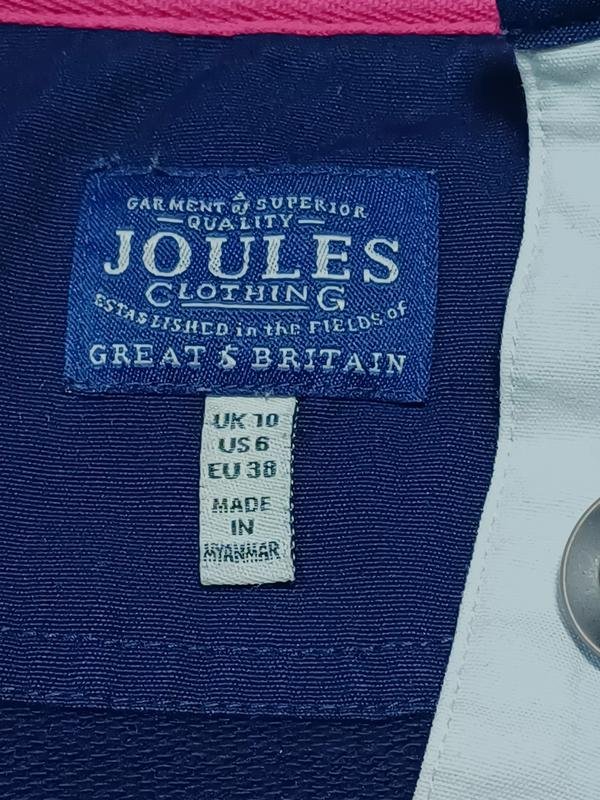 GARMENT of SUPERIOR
QUALITY
JOULES
CLOTHING
ESTABLISHED in the FIELDS of
GREAT BRITAIN
UK 10
US 6
EU 38
MADE
IN
MYANMAR